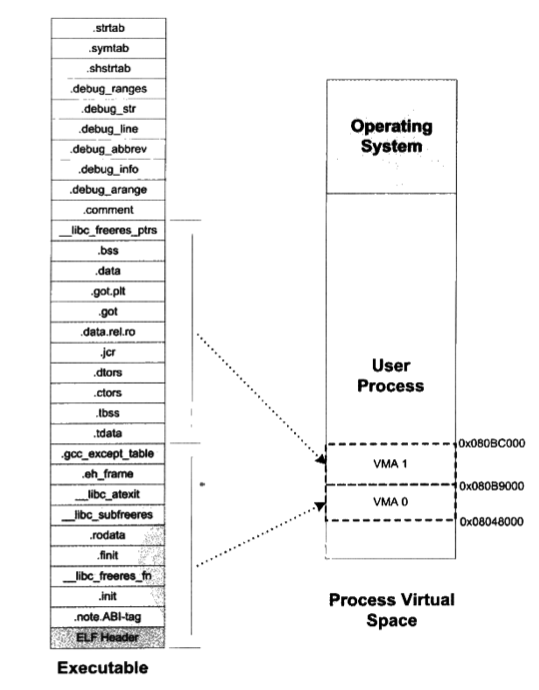 .strtab
.symtab
.shstrtab
.debug_ranges
.debug_str
.debug_line
.debug_abbrev
.debug_info
.debug_arange
.comment
__libc_freeres_ptrs
.bss
.data
.got.plt
.got
.data.rel.ro
.jcr
.dtors
.ctors
.tbss
.tdata
.gcc_except_table
.eh_frame
__libc_atexit
__libc_subfreeres
.rodata
.finit
__libc_freeres_fn
.init
.note.ABI-tag
ELF Header
Executable
Operating
System
User
Process
0x080BC000
VMA 1
0x080B9000
VMA 0
0x08048000
Process Virtual
Space